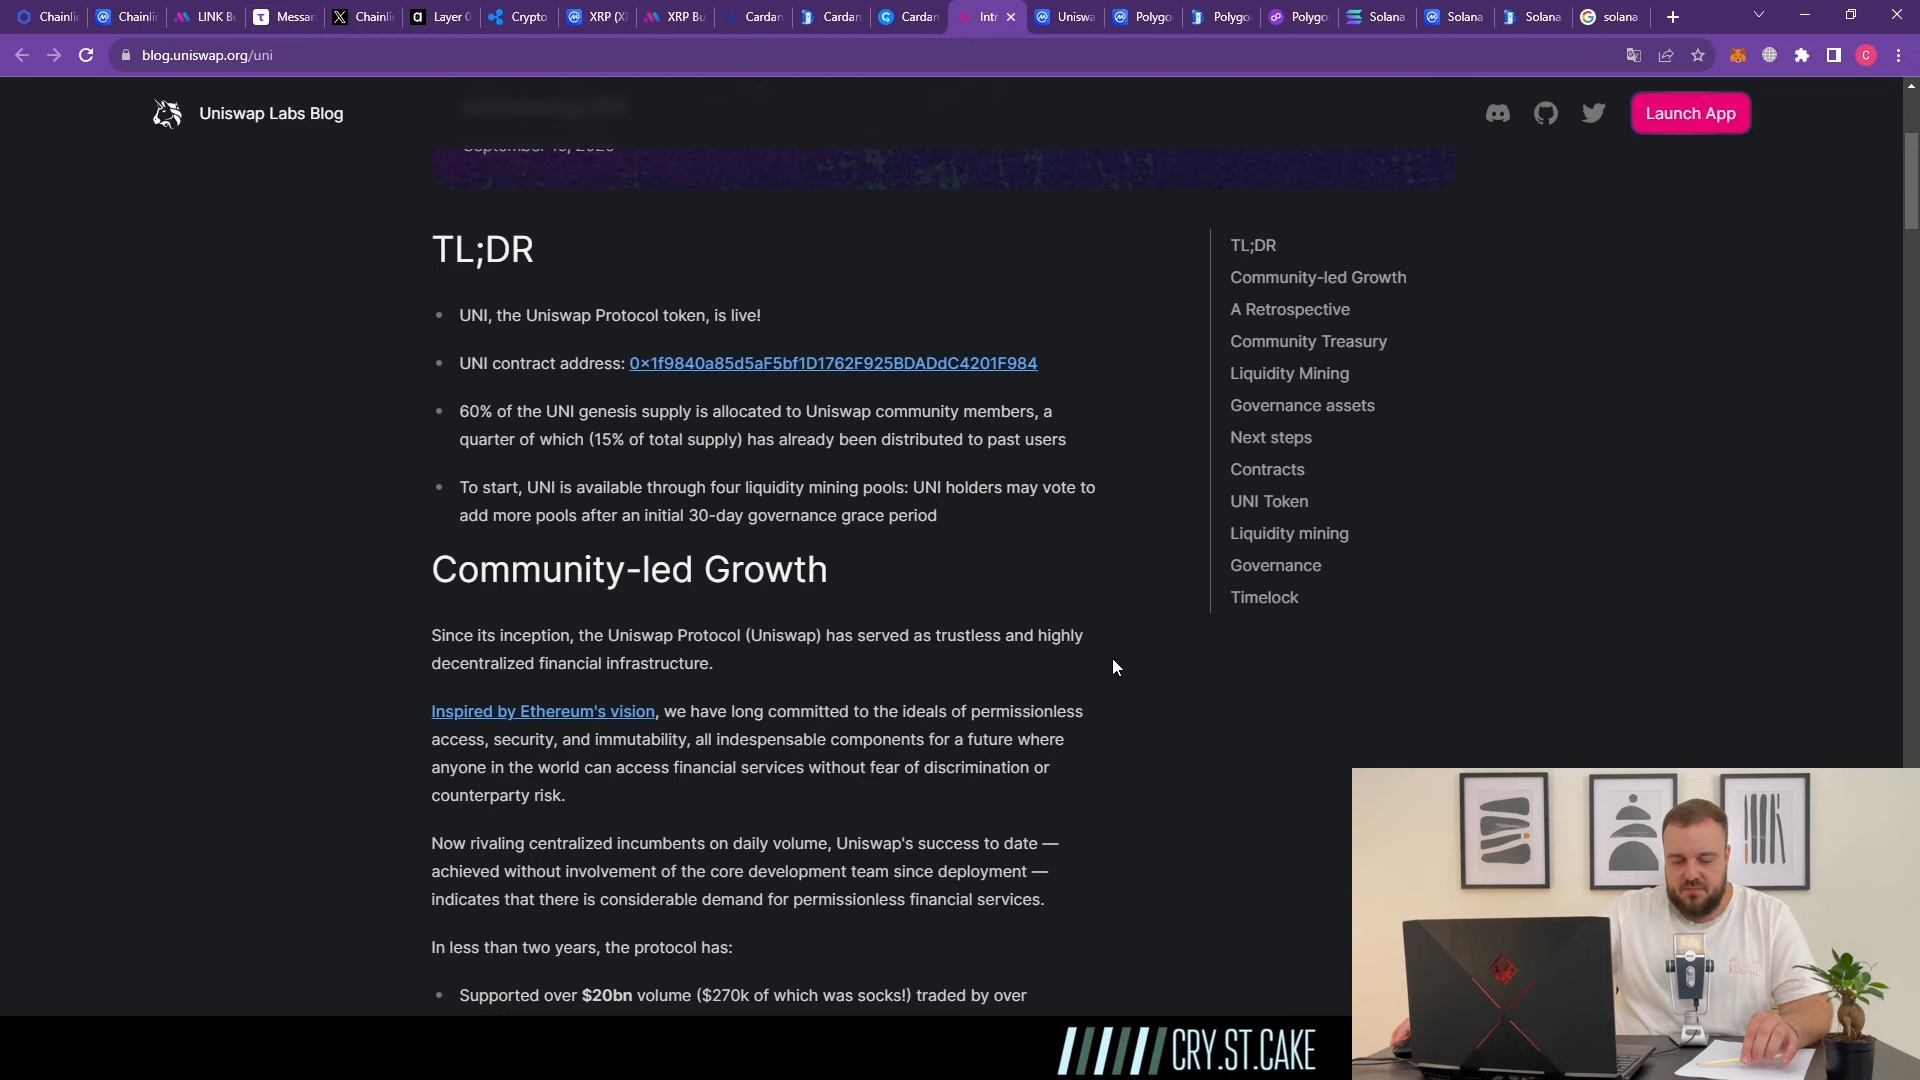 Chainli
Chainli
LINK Bu
Messar
Chainli
Layer 0
Crypto
XRP (XR
XRP Bu
Cardan
Cardan
Cardan
Intr
Uniswa
Polygo
Polygo
Polygo
Solana
Solana
Solana
solana
blog.uniswap.org/uni
C
Uniswap Labs Blog
Launch App
TL;DR
UNI, the Uniswap Protocol token, is live!
UNI contract address: 0x1f9840a85d5aF5bf1D1762F925BDADdC4201F984
60% of the UNI genesis supply is allocated to Uniswap community members, a
quarter of which (15% of total supply) has already been distributed to past users
To start, UNI is available through four liquidity mining pools: UNI holders may vote to
add more pools after an initial 30-day governance grace period
Community-led Growth
Since its inception, the Uniswap Protocol (Uniswap) has served as trustless and highly
decentralized financial infrastructure.
Inspired by Ethereum's vision, we have long committed to the ideals of permissionless
access, security, and immutability, all indespensable components for a future where
anyone in the world can access financial services without fear of discrimination or
counterparty risk.
Now rivaling centralized incumbents on daily volume, Uniswap's success to date —
achieved without involvement of the core development team since deployment —
indicates that there is considerable demand for permissionless financial services.
In less than two years, the protocol has:
Supported over $20bn volume ($270k of which was socks!) traded by over
TL;DR
Community-led Growth
A Retrospective
Community Treasury
Liquidity Mining
Governance assets
Next steps
Contracts
UNI Token
Liquidity mining
Governance
Timelock
CRY.ST.CAKE